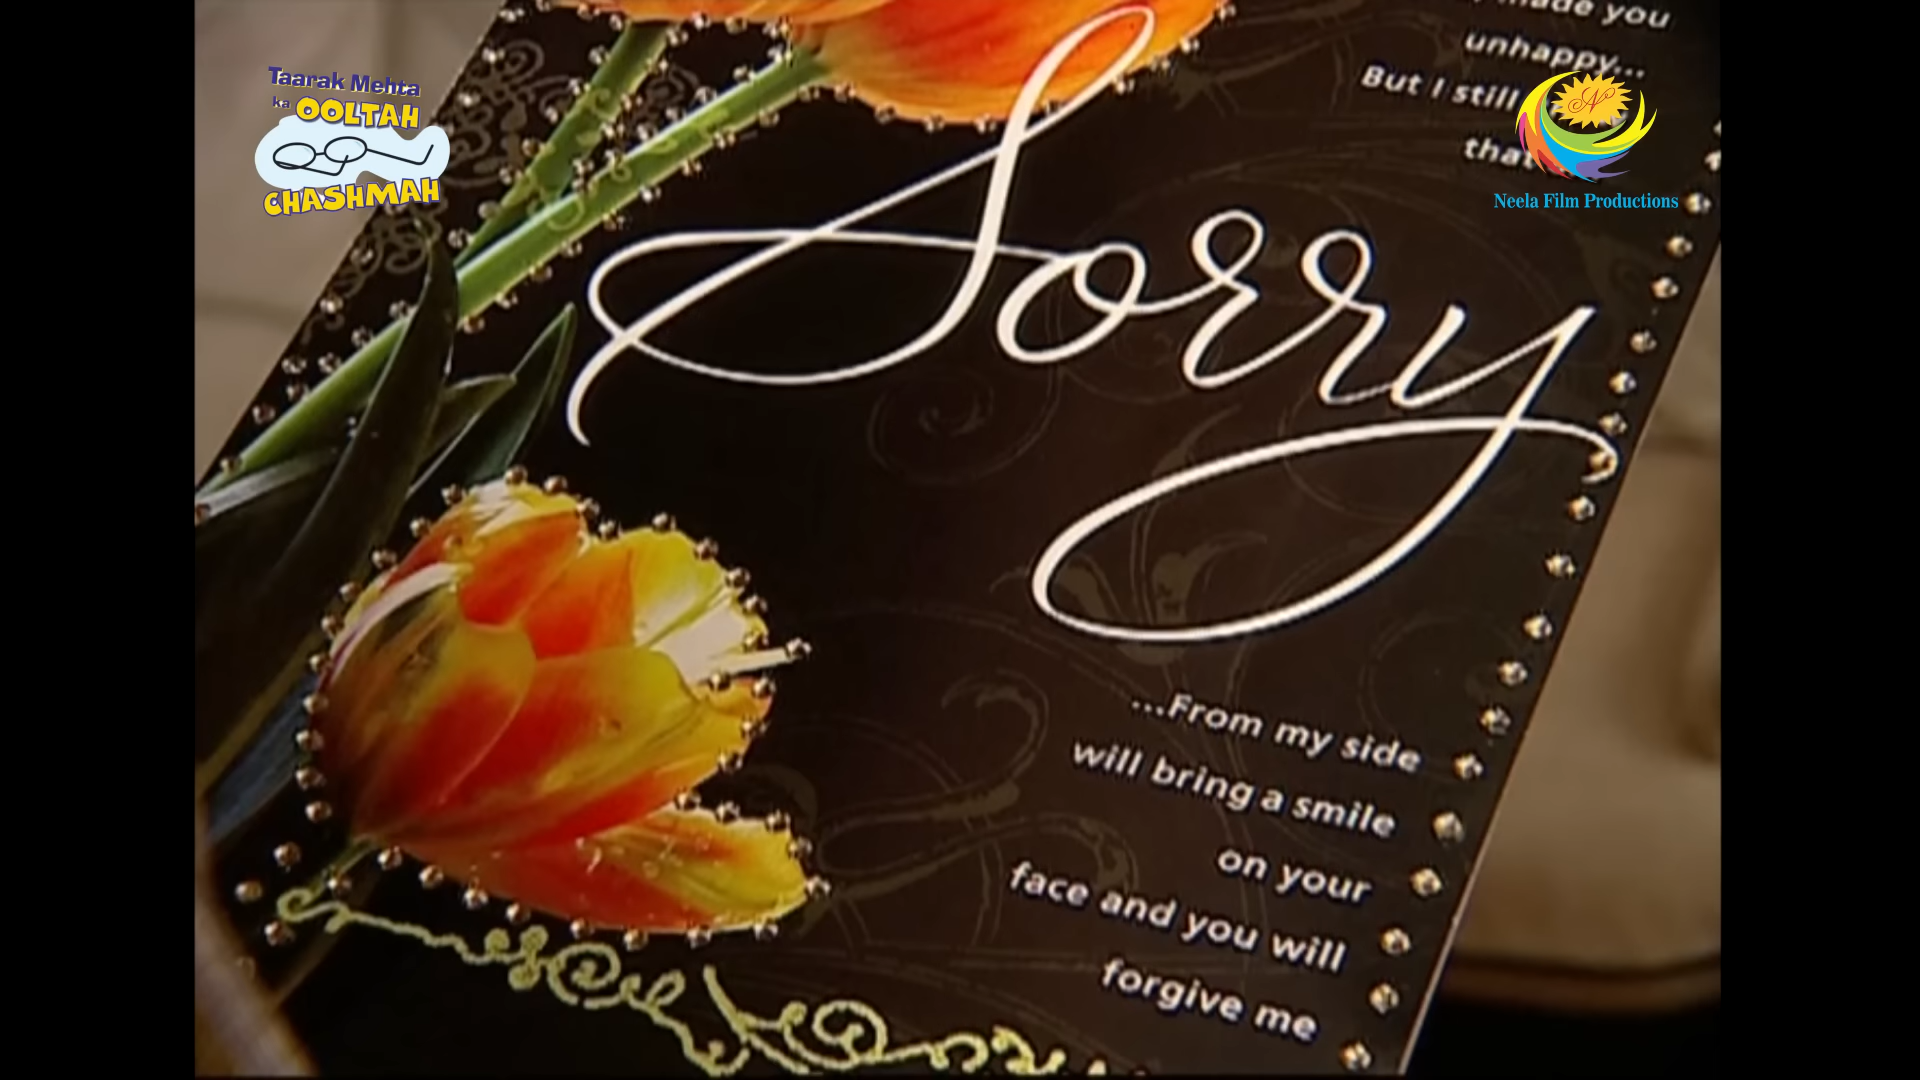 Taarak Mehta
ka OOLTAH
CHASHMAH
made you
unhappy...
But I still
that
Neela Film Productions
Sorry
...From my side
will bring a smile
on your
face and you will
forgive me